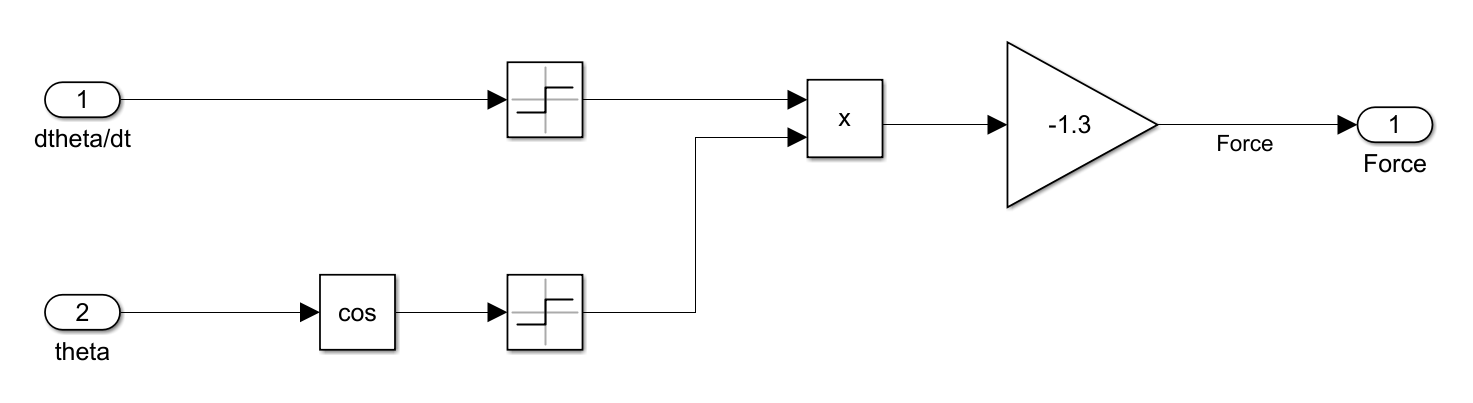 1
dtheta/dt
x
-1.3
Force
1
Force
2
theta
cos